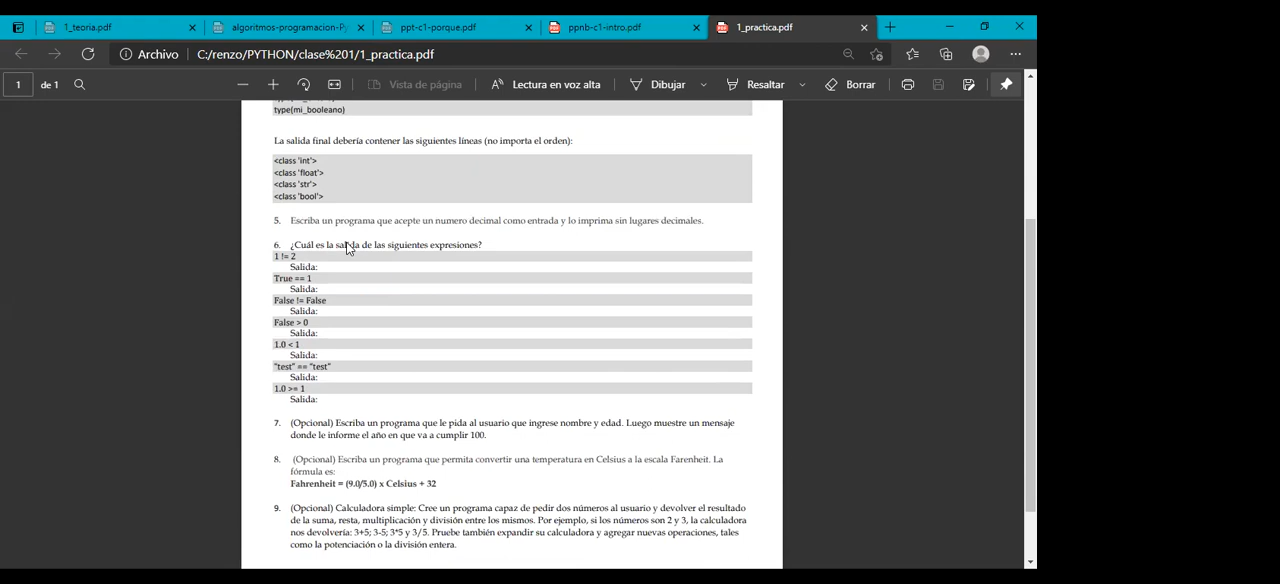 1_teoria.pdf
algoritmos-programacion-Py
ppt-c1-porque.pdf
ppnb-c1-intro.pdf
1_practica.pdf
Archivo
C:/renzo/PYTHON/clase%201/1_practica.pdf
1 de 1
Vista de página
Lectura en voz alta
Dibujar
Resaltar
Borrar
type(mi_booleano)
La salida final debería contener las siguientes líneas (no importa el orden):
<class 'int'>
<class 'float'>
<class 'str'>
<class 'bool'>
5. Escriba un programa que acepte un numero decimal como entrada y lo imprima sin lugares decimales.
6. ¿Cuál es la salida de las siguientes expresiones?
1 != 2
Salida:
True == 1
Salida:
False != False
Salida:
False > 0
Salida:
1.0 < 1
Salida:
"test" == "test"
Salida:
1.0 >= 1
Salida:
7. (Opcional) Escriba un programa que le pida al usuario que ingrese nombre y edad. Luego muestre un mensaje
donde le informe el año en que va a cumplir 100.
8. (Opcional) Escriba un programa que permita convertir una temperatura en Celsius a la escala Farenheit. La
fórmula es:
Fahrenheit = (9.0/5.0) x Celsius + 32
9. (Opcional) Calculadora simple: Cree un programa capaz de pedir dos números al usuario y devolver el resultado
de la suma, resta, multiplicación y división entre los mismos. Por ejemplo, si los números son 2 y 3, la calculadora
nos devolvería: 3+5; 3-5; 3*5 y 3/5. Pruebe también expandir su calculadora y agregar nuevas operaciones, tales
como la potenciación o la división entera.